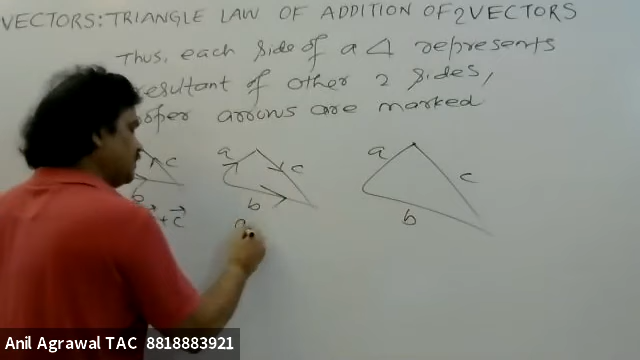 VECTORS: TRIANGLE LAW OF ADDITION OF 2 VECTORS
Thus, each side of a △ represents
resultant of other 2 sides,
arrows are marked
c
b
+ c
a
c
b
a
c
b
Anil Agrawal TAC 8818883921